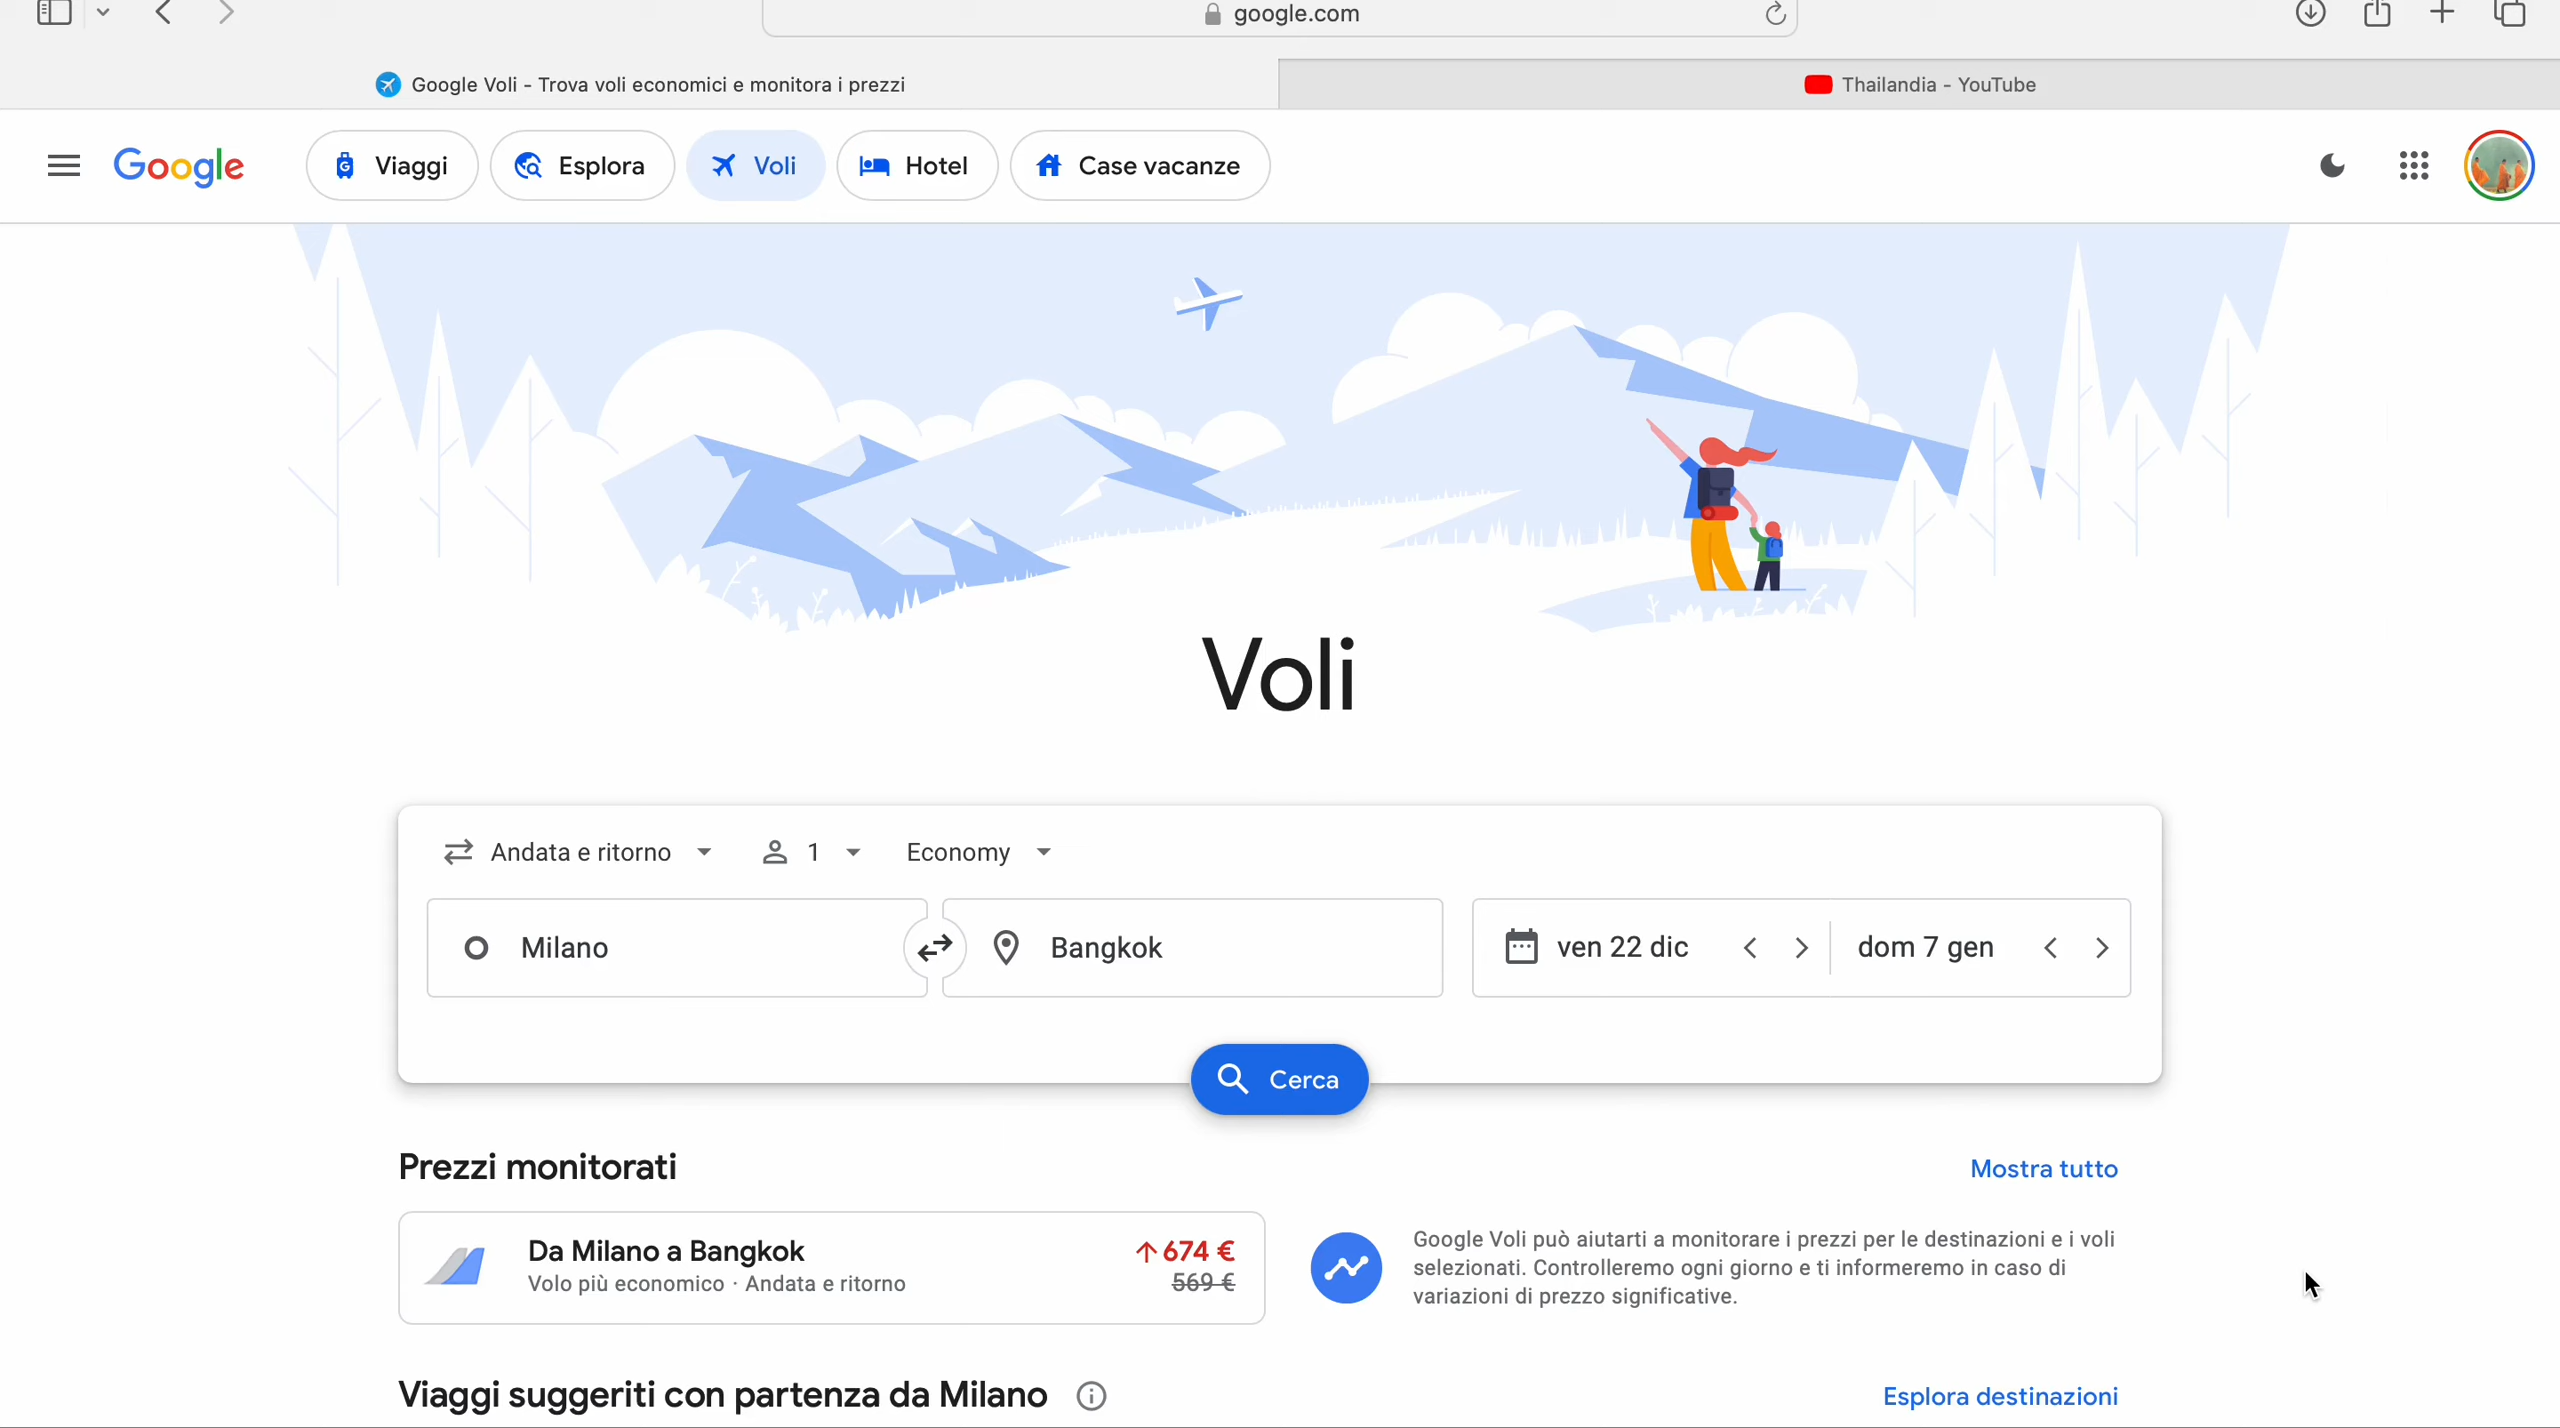 google.com
Google Voli - Trova voli economici e monitora i prezzi
Thailandia - YouTube
Google
Viaggi
Esplora
Voli
Hotel
Case vacanze
Voli
Andata e ritorno
1
Economy
Milano
Bangkok
ven 22 dic
dom 7 gen
Cerca
Prezzi monitorati
Mostra tutto
Da Milano a Bangkok
674 €
Volo più economico · Andata e ritorno
569 €
Google Voli può aiutarti a monitorare i prezzi per le destinazioni e i voli
selezionati. Controlleremo ogni giorno e ti informeremo in caso di
variazioni di prezzo significative.
Viaggi suggeriti con partenza da Milano
Esplora destinazioni